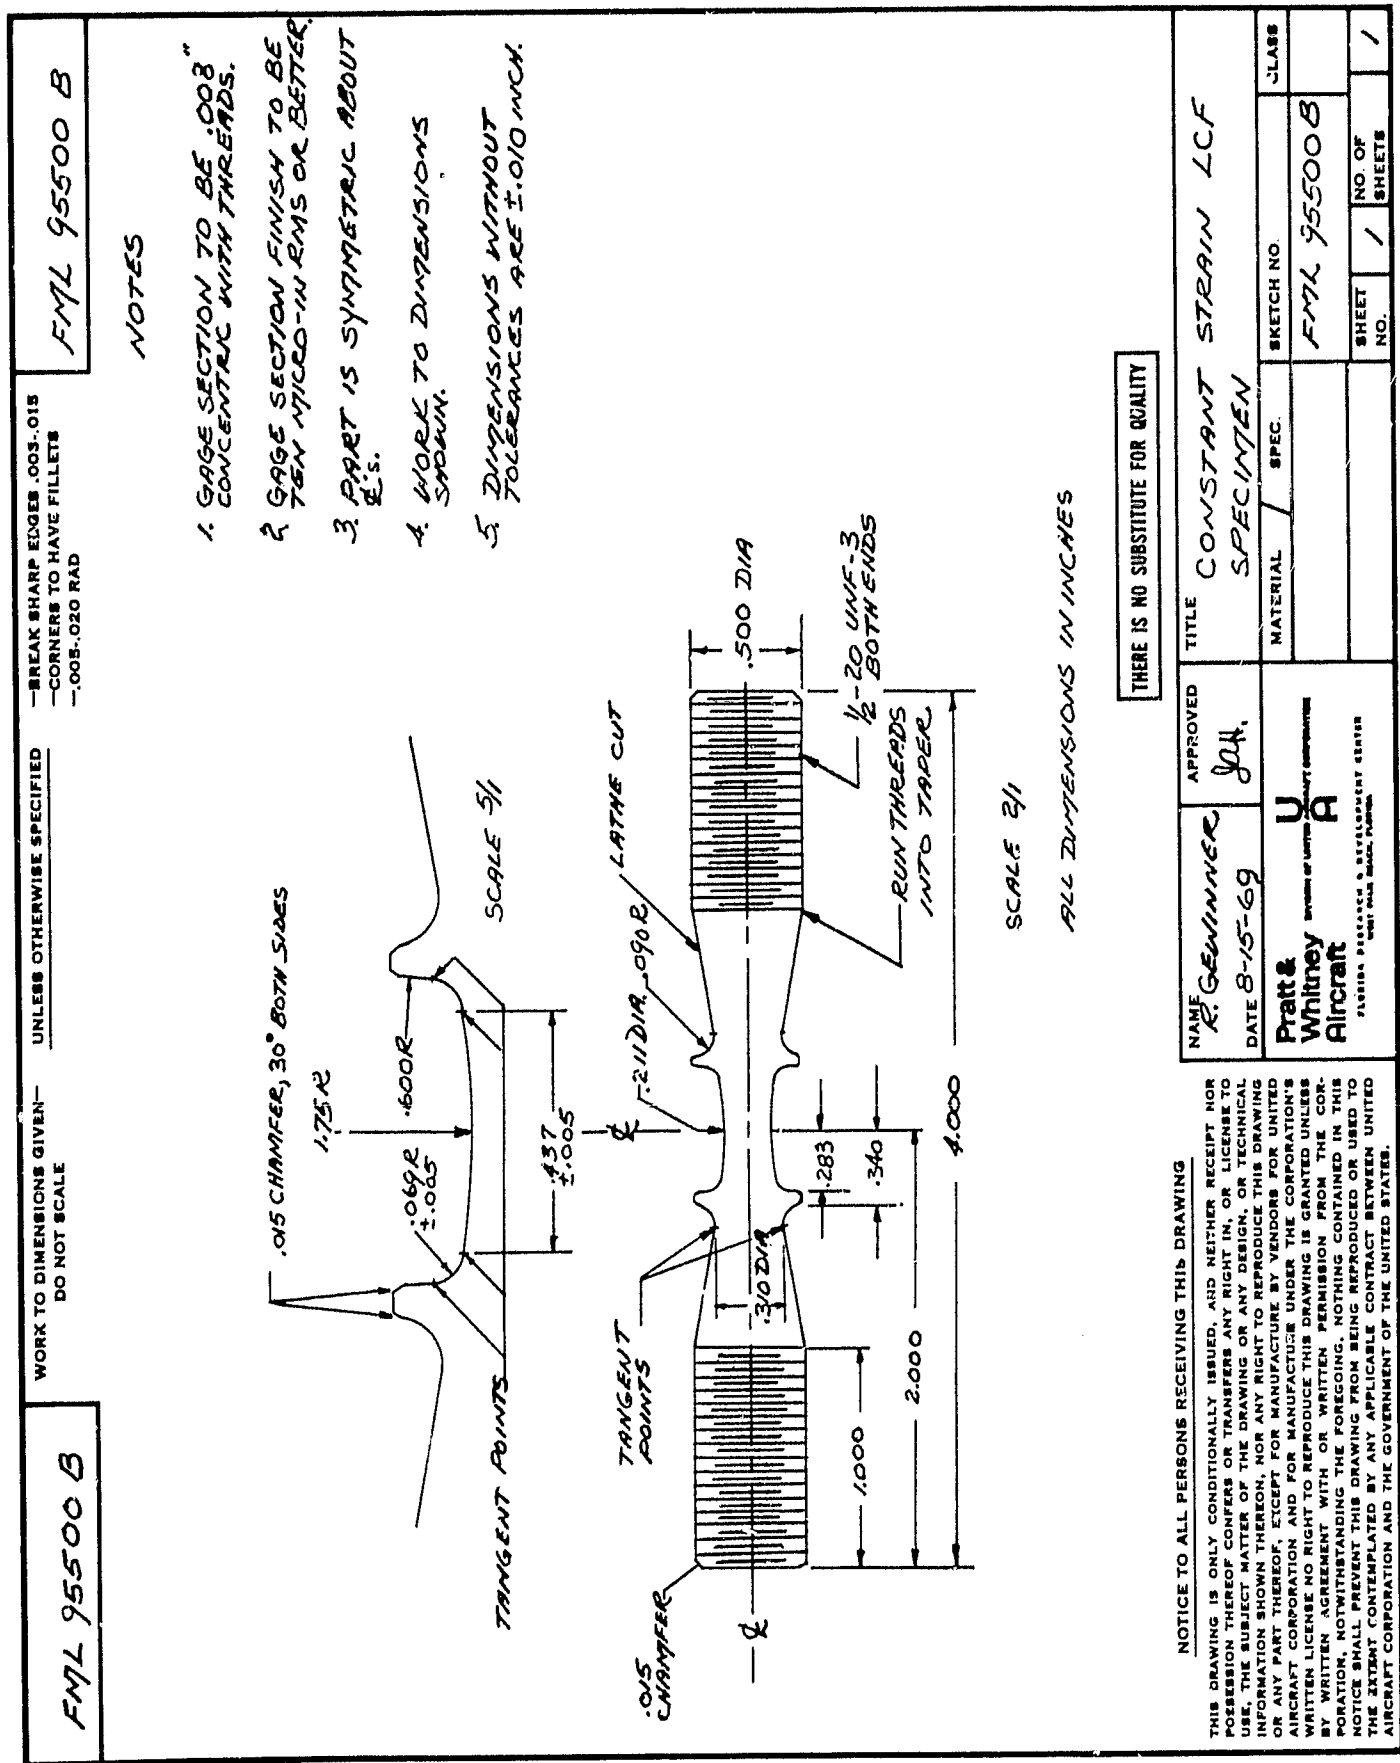 FML 95500 B
WORK TO DIMENSIONS GIVEN—
DO NOT SCALE
UNLESS OTHERWISE SPECIFIED
—BREAK SHARP EDGES .003-.015
—CORNERS TO HAVE FILLETS
—.005-.020 RAD
FML 95500 B
NOTES
1. GAGE SECTION TO BE .003"
CONCENTRIC WITH THREADS.
2. GAGE SECTION FINISH TO BE
TEN MICRO-IN RMS OR BETTER.
3. PART IS SYMMETRIC ABOUT
℄'s.
4. WORK TO DIMENSIONS
SHOWN.
5. DIMENSIONS WITHOUT
TOLERANCES ARE ±.010 INCH.
.015 CHAMFER, 30° BOTH SIDES
1.75 R
.600R
.069R
±.005
.437
±.005
TANGENT POINTS
SCALE 5/1
℄
.211 DIA
.090R
LATHE CUT
TANGENT
POINTS
.310 DIA
.500 DIA
.015
CHAMFER
℄
.283
.340
1.000
2.000
4.000
1/2-20 UNF-3
BOTH ENDS
RUN THREADS
INTO TAPER
SCALE 2/1
ALL DIMENSIONS IN INCHES
THERE IS NO SUBSTITUTE FOR QUALITY
NOTICE TO ALL PERSONS RECEIVING THIS DRAWING
THIS DRAWING IS ONLY CONDITIONALLY ISSUED, AND NEITHER RECEIPT NOR
POSSESSION THEREOF CONFERS OR TRANSFERS ANY RIGHT IN, OR LICENSE TO
USE, THE SUBJECT MATTER OF THE DRAWING OR ANY DESIGN, OR TECHNICAL
INFORMATION SHOWN THEREON, NOR ANY RIGHT TO REPRODUCE THIS DRAWING
OR ANY PART THEREOF, EXCEPT FOR MANUFACTURE BY VENDORS FOR UNITED
AIRCRAFT CORPORATION AND FOR MANUFACTURE UNDER THE CORPORATION'S
WRITTEN LICENSE NO RIGHT TO REPRODUCE THIS DRAWING IS GRANTED UNLESS
BY WRITTEN AGREEMENT WITH OR WRITTEN PERMISSION FROM THE COR-
PORATION, NOTWITHSTANDING THE FOREGOING, NOTHING CONTAINED IN THIS
NOTICE SHALL PREVENT THIS DRAWING FROM BEING REPRODUCED OR USED TO
THE EXTENT CONTEMPLATED BY ANY APPLICABLE CONTRACT BETWEEN UNITED
AIRCRAFT CORPORATION AND THE GOVERNMENT OF THE UNITED STATES.
NAME R. GEWINNER
DATE 8-15-69
APPROVED
TITLE CONSTANT STRAIN LCF
SPECIMEN
Pratt &
Whitney
Aircraft
U
A
FLORIDA RESEARCH & DEVELOPMENT CENTER
WEST PALM BEACH, FLORIDA
MATERIAL / SPEC.
SKETCH NO.
CLASS
FML 95500B
SHEET
NO. 1
NO. OF
SHEETS 1